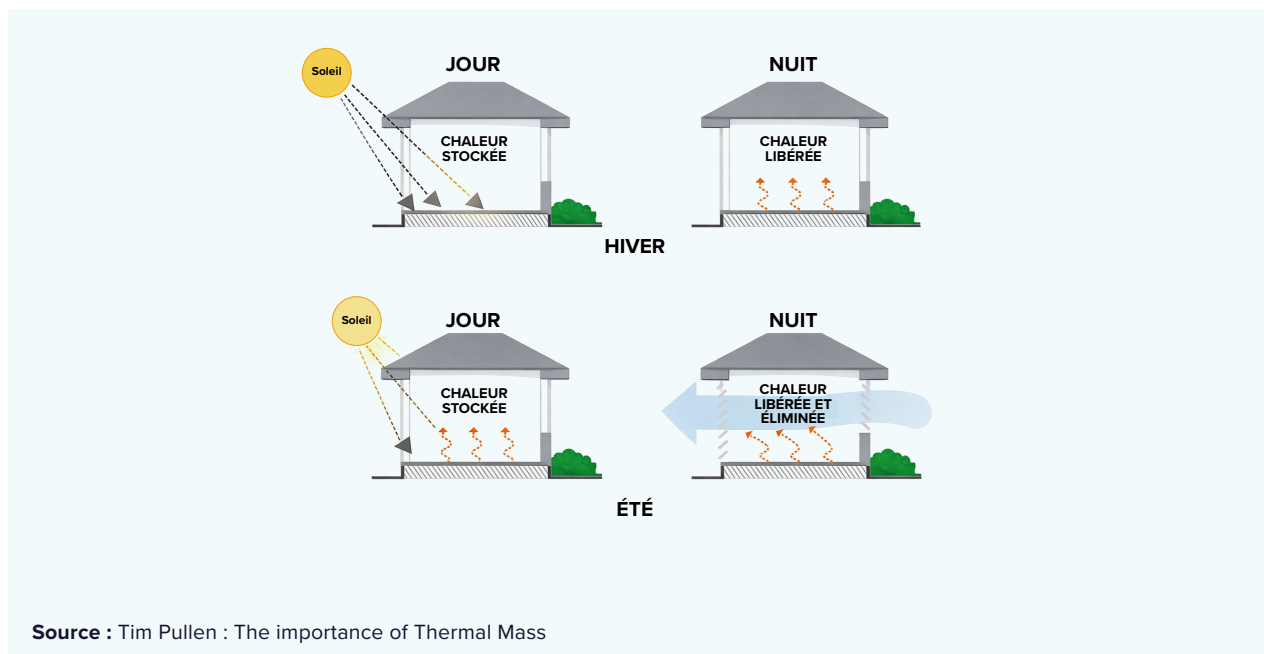 JOUR
NUIT
Soleil
CHALEUR
STOCKÉE
CHALEUR
LIBÉRÉE
HIVER
JOUR
NUIT
Soleil
CHALEUR
STOCKÉE
CHALEUR
LIBÉRÉE ET
ÉLIMINÉE
ÉTÉ
Source : Tim Pullen : The importance of Thermal Mass